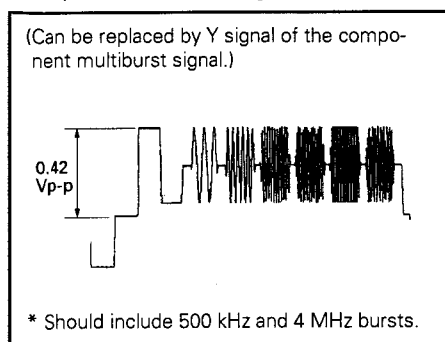 (Can be replaced by Y signal of the compo-
nent multiburst signal.)
0.42
Vp-p
* Should include 500 kHz and 4 MHz bursts.